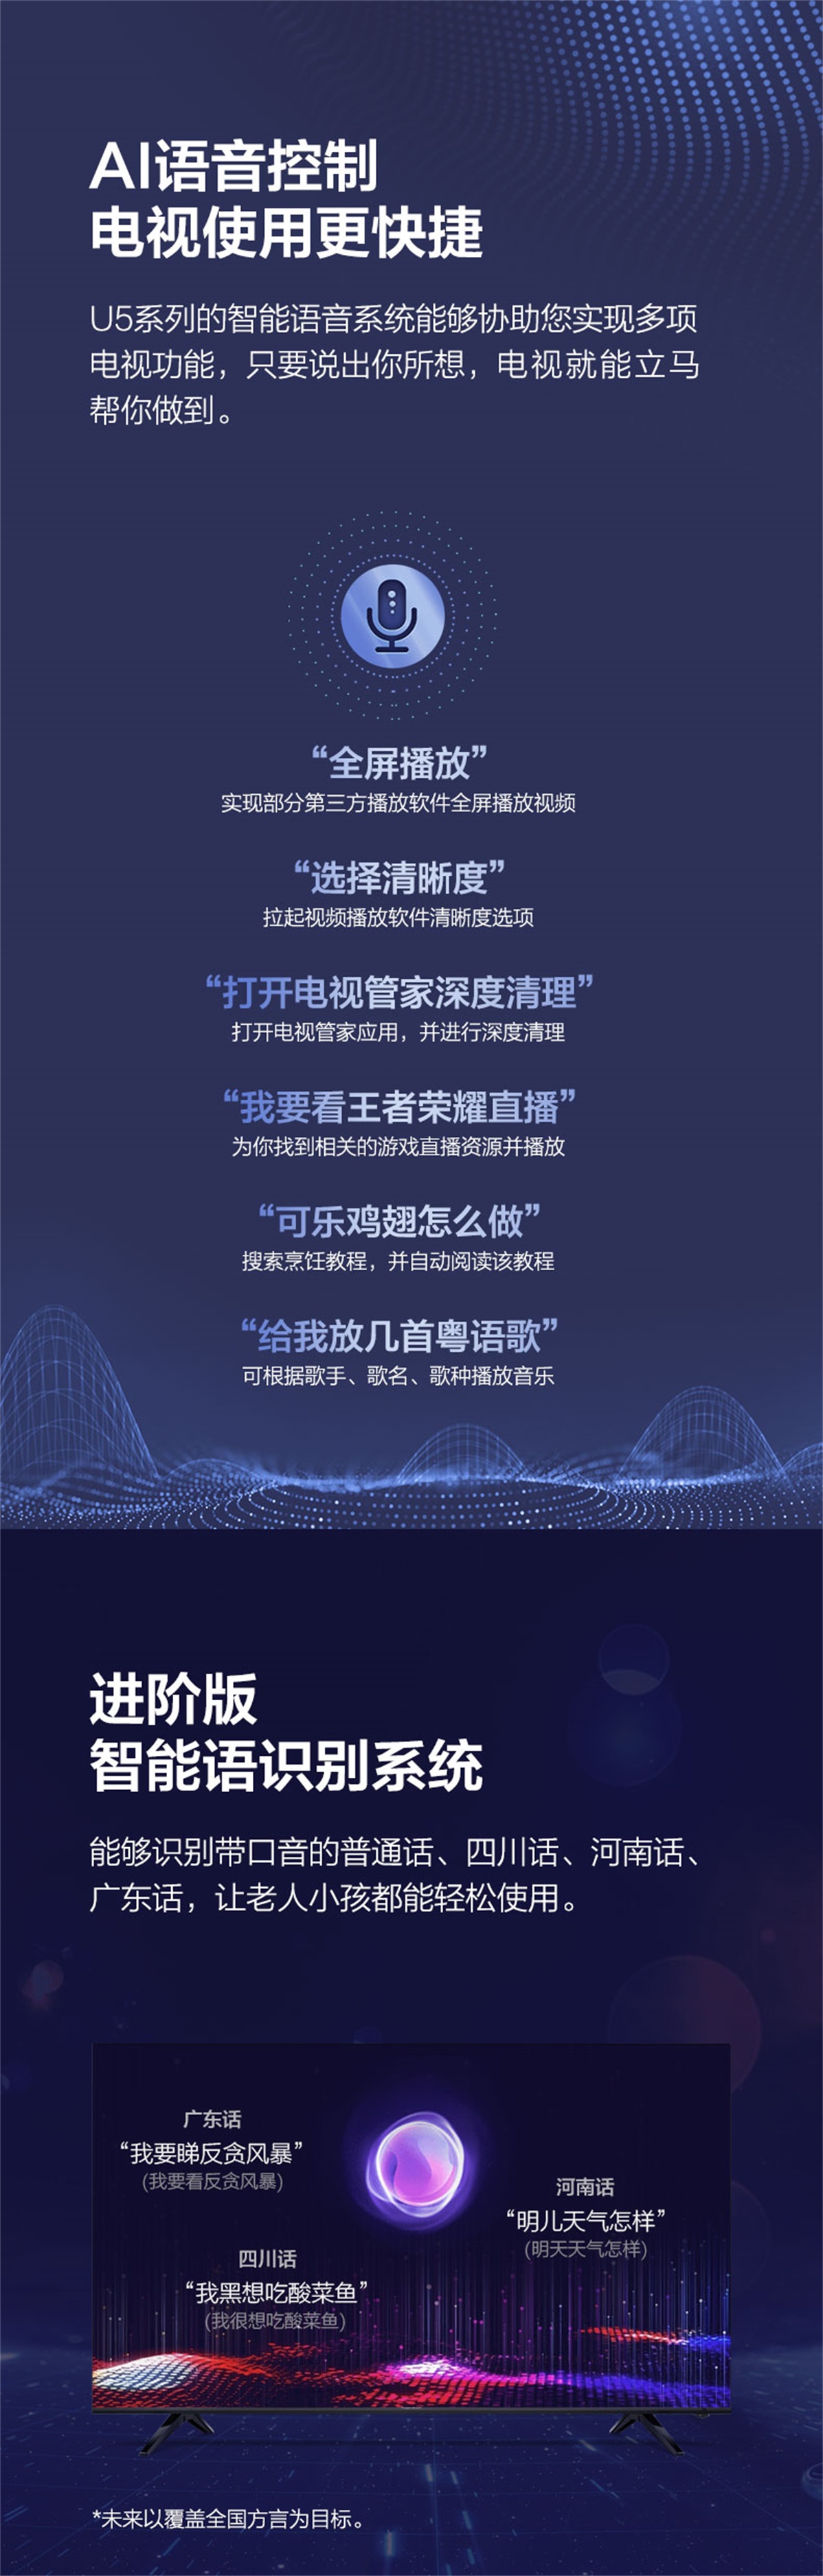 AI语音控制
电视使用更快捷
U5系列的智能语音系统能够协助您实现多项
电视功能，只要说出你所想，电视就能立马
帮你做到。
“全屏播放”
实现部分第三方播放软件全屏播放视频
“选择清晰度”
拉起视频播放软件清晰度选项
“打开电视管家深度清理”
打开电视管家应用，并进行深度清理
“我要看王者荣耀直播”
为你找到相关的游戏直播资源并播放
“可乐鸡翅怎么做”
搜索烹饪教程，并自动阅读该教程
“给我放几首粤语歌”
可根据歌手、歌名、歌种播放音乐
进阶版
智能语识别系统
能够识别带口音的普通话、四川话、河南话、
广东话，让老人小孩都能轻松使用。
广东话
“我要睇反贪风暴”
(我要看反贪风暴)
河南话
“明儿天气怎样”
(明天天气怎样)
四川话
“我黑想吃酸菜鱼”
(我很想吃酸菜鱼)
*未来以覆盖全国方言为目标。